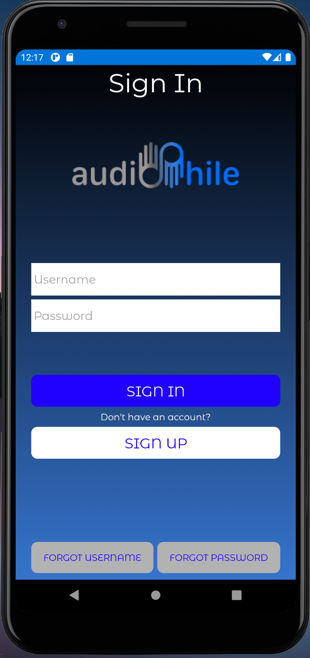 12:17
Sign In
audiophile
Username
Password
SIGN IN
Don't have an account?
SIGN UP
FORGOT USERNAME
FORGOT PASSWORD